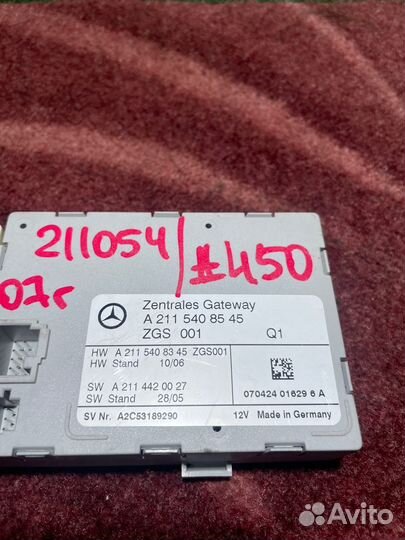 211054/#450
07г
Zentrales Gateway
A 211 540 85 45
ZGS 001 Q1
HW A 211 540 83 45 ZGS001
HW Stand 10/06
SW A 211 442 00 27
SW Stand 28/05
070424 01629 6 A
SV Nr. A2C53189290 12V Made in Germany
Avito